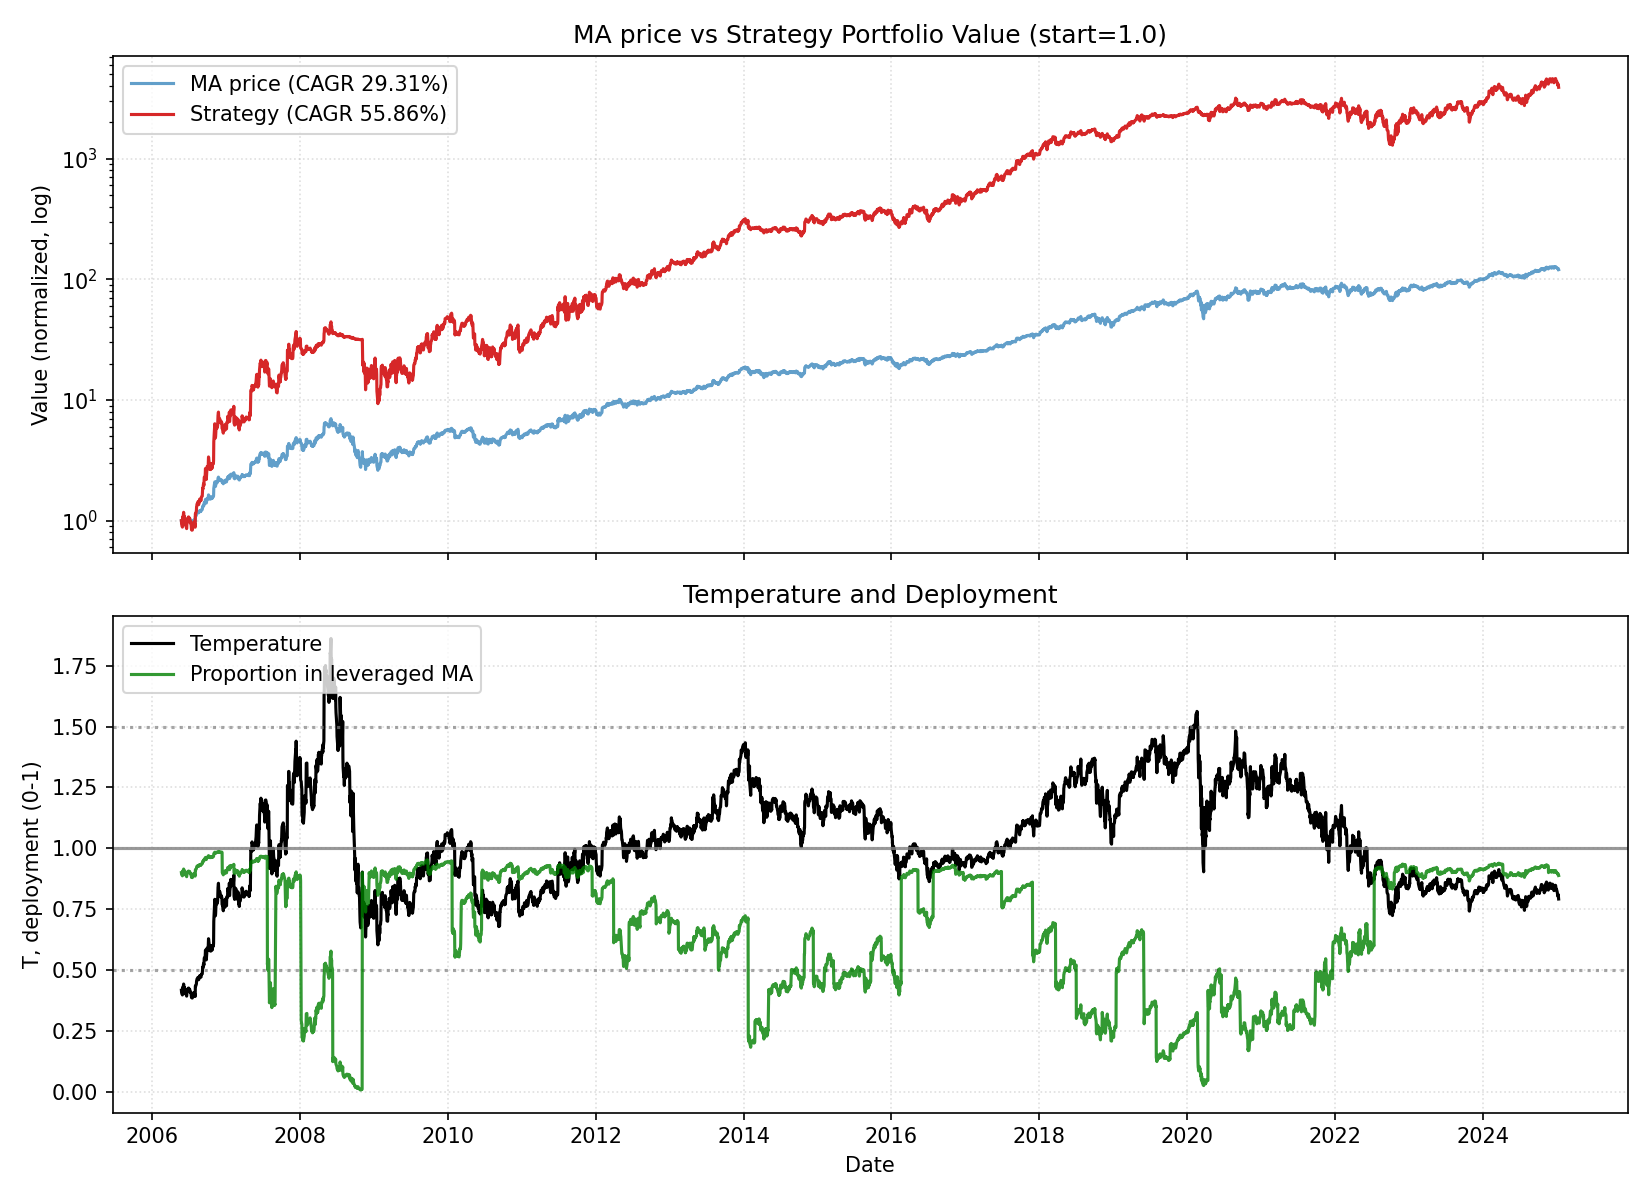 MA price vs Strategy Portfolio Value (start=1.0)
MA price (CAGR 29.31%)
Strategy (CAGR 55.86%)
Value (normalized, log)
10³
10²
10¹
10⁰
Temperature and Deployment
Temperature
Proportion in leveraged MA
T, deployment (0-1)
1.75
1.50
1.25
1.00
0.75
0.50
0.25
0.00
2006 2008 2010 2012 2014 2016 2018 2020 2022 2024
Date